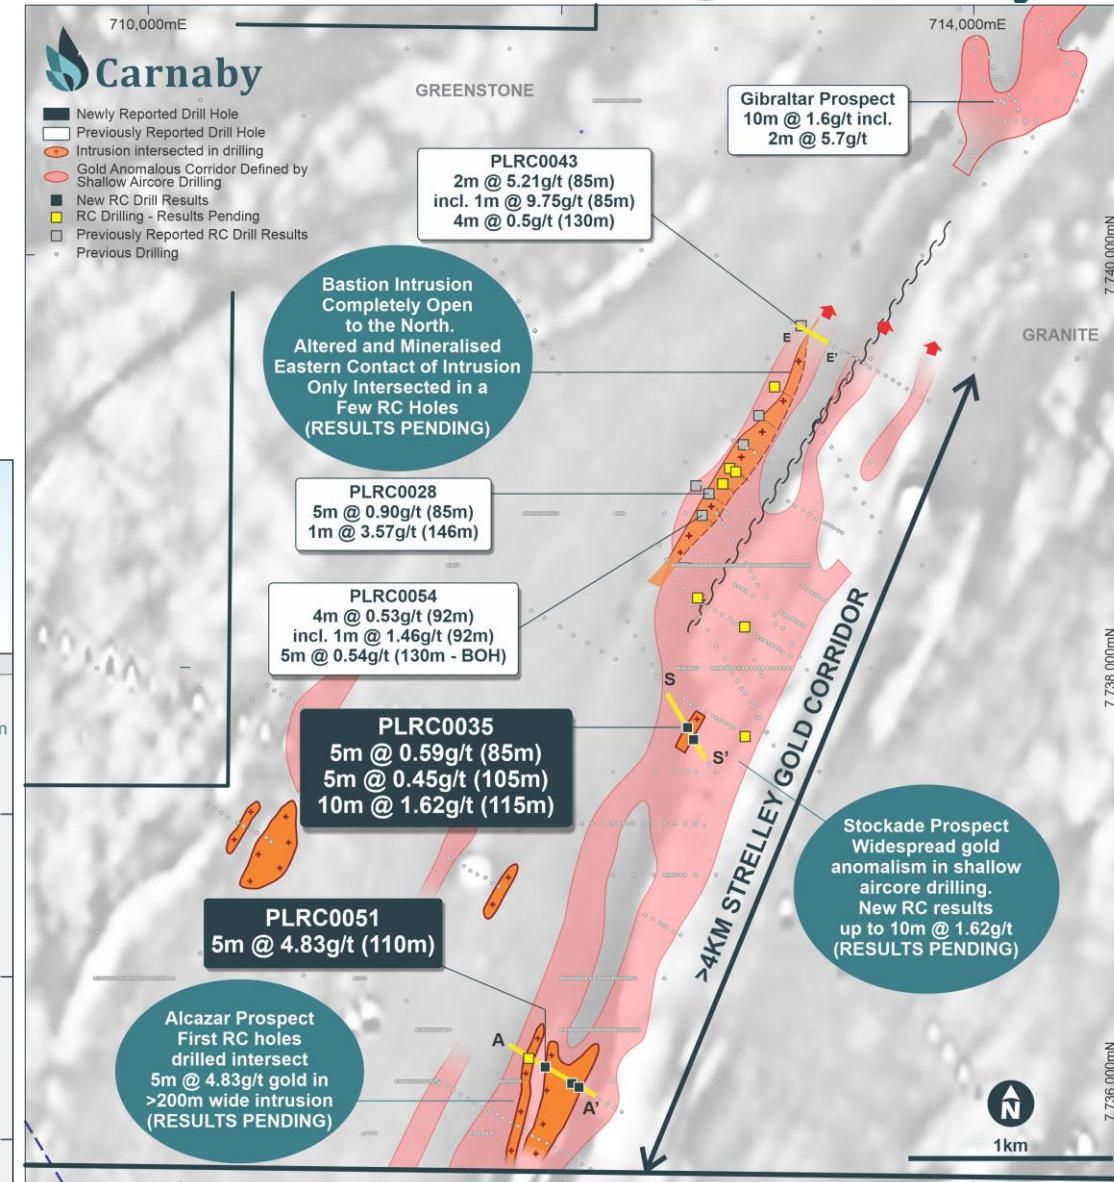 710,000mE
714,000mE
Carnaby
Newly Reported Drill Hole
Previously Reported Drill Hole
Intrusion intersected in drilling
Gold Anomalous Corridor Defined by
Shallow Aircore Drilling
New RC Drill Results
RC Drilling - Results Pending
Previously Reported RC Drill Results
Previous Drilling
GREENSTONE
Gibraltar Prospect
10m @ 1.6g/t incl.
2m @ 5.7g/t
PLRC0043
2m @ 5.21g/t (85m)
incl. 1m @ 9.75g/t (85m)
4m @ 0.5g/t (130m)
7,740,000mN
Bastion Intrusion
Completely Open
to the North.
Altered and Mineralised
Eastern Contact of Intrusion
Only Intersected in a
Few RC Holes
(RESULTS PENDING)
E
E'
GRANITE
PLRC0028
5m @ 0.90g/t (85m)
1m @ 3.57g/t (146m)
PLRC0054
4m @ 0.53g/t (92m)
incl. 1m @ 1.46g/t (92m)
5m @ 0.54g/t (130m - BOH)
7,738,000mN
>4KM STRELLEY GOLD CORRIDOR
S
S'
m
PLRC0035
5m @ 0.59g/t (85m)
5m @ 0.45g/t (105m)
10m @ 1.62g/t (115m)
Stockade Prospect
Widespread gold
anomalism in shallow
aircore drilling.
New RC results
up to 10m @ 1.62g/t
(RESULTS PENDING)
PLRC0051
5m @ 4.83g/t (110m)
Alcazar Prospect
First RC holes
drilled intersect
5m @ 4.83g/t gold in
>200m wide intrusion
(RESULTS PENDING)
A
A'
7,736,000mN
N
1km